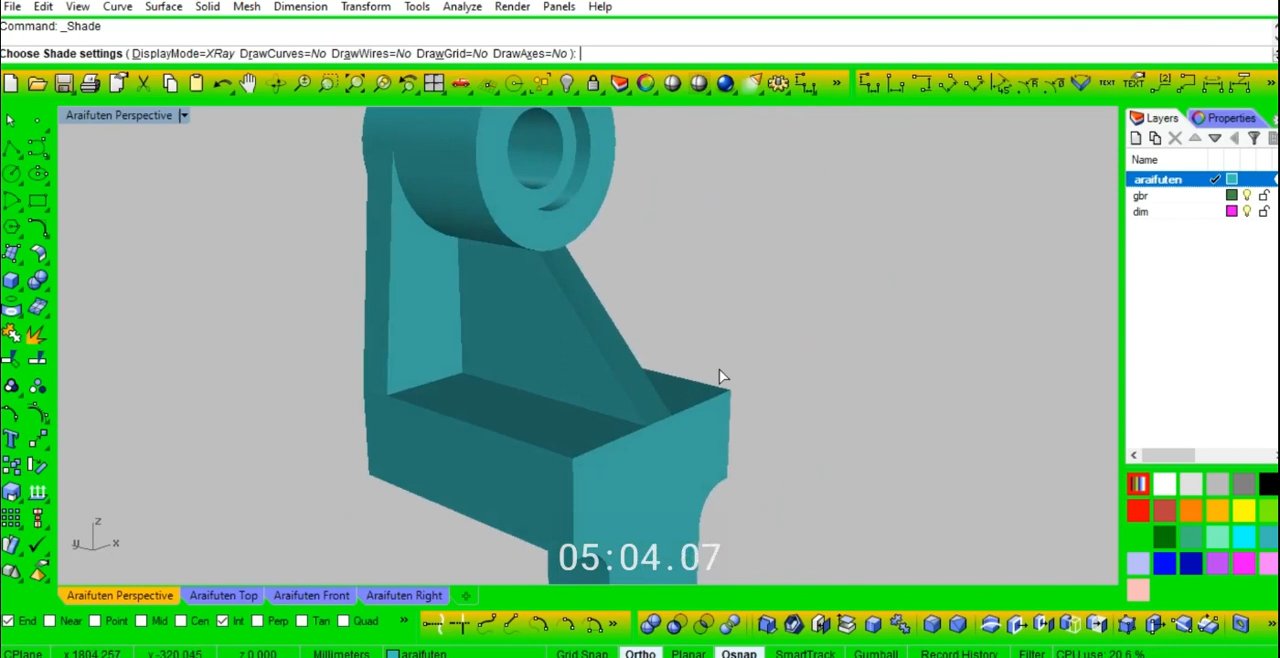 File Edit View Curve Surface Solid Mesh Dimension Transform Tools Analyze Render Panels Help
Command: _Shade
Choose Shade settings ( DisplayMode=XRay DrawCurves=No DrawWires=No DrawGrid=No DrawAxes=No ):
TEXT TEXT
Araifuten Perspective
Layers Properties
Name
araifuten
gbr
dim
z
y x
05:04.07
Araifuten Perspective Araifuten Top Araifuten Front Araifuten Right
End Near Point Mid Cen Int Perp Tan Quad
CPlane x 1804.257 y -320.045 z 0.000 Millimeters araifuten Grid Snap Ortho Planar Osnap SmartTrack Gumball Record History Filter CPU use: 20.6 %